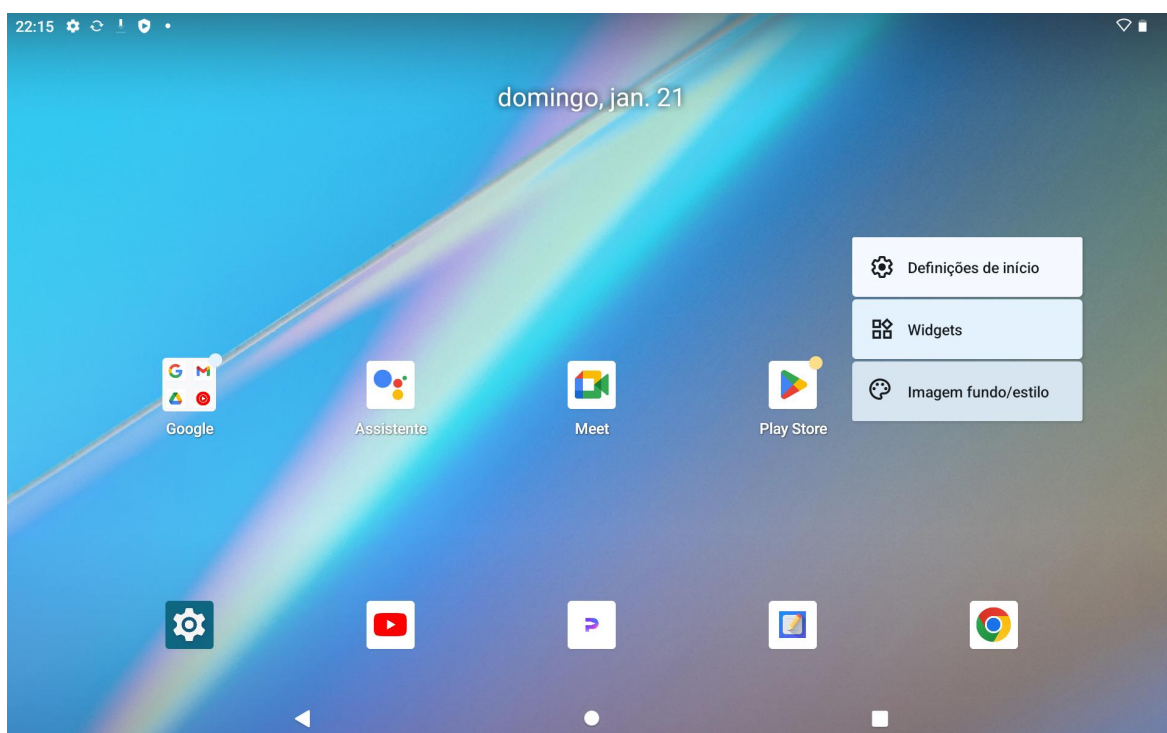 22:15
domingo, jan. 21
Definições de início
Widgets
Imagem fundo/estilo
Google
Assistente
Meet
Play Store